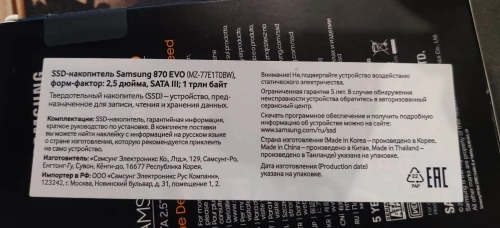 SSD-накопитель Samsung 870 EVO (MZ-77E1T0BW),
форм-фактор: 2,5 дюйма, SATA III; 1 трлн байт
Твердотельный накопитель (SSD) – устройство, пред-
назначенное для записи, чтения и хранения данных.
Комплектация: SSD-накопитель, гарантийная информация,
краткое руководство по установке. В комплекте поставки
вы можете найти наклейку с информацией на русском языке
о стране изготовления, которую рекомендуется приклеить
на само устройство.
Изготовитель: «Самсунг Электроникс Ко., Лтд.», 129, Самсунг-Ро,
Енгтонг-Гу, Сувон, Кёнги-до, 16677 Республика Корея.
Импортер в РФ: ООО «Самсунг Электроникс Рус Компани»,
123242, г. Москва, Новинский бульвар, д. 31, помещение 1, 2.
Внимание! Не подвергайте устройство воздействию
статического электричества.
Ограниченная гарантия 5 лет. В случае обнаружения
неисправности устройства обратитесь в авторизованный
сервисный центр.
Скачать программное обеспечение и получить подробную
информацию об устройстве можно на сайте:
www.samsung.com/ru/ssd
Страна изготовления (Made in Korea – произведено в Корее,
Made in China – произведено в Китае, Made in Thailand –
произведено в Таиланде) указана на упаковке.
Дата изготовления (Production date)
указана на упаковке.
22
PAP
EAC